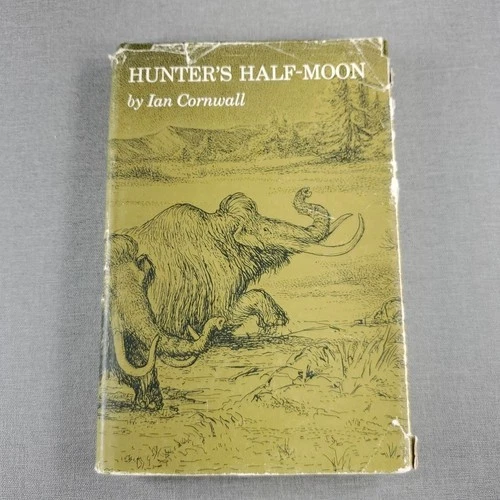 HUNTER'S HALF-MOON
by Ian Cornwall